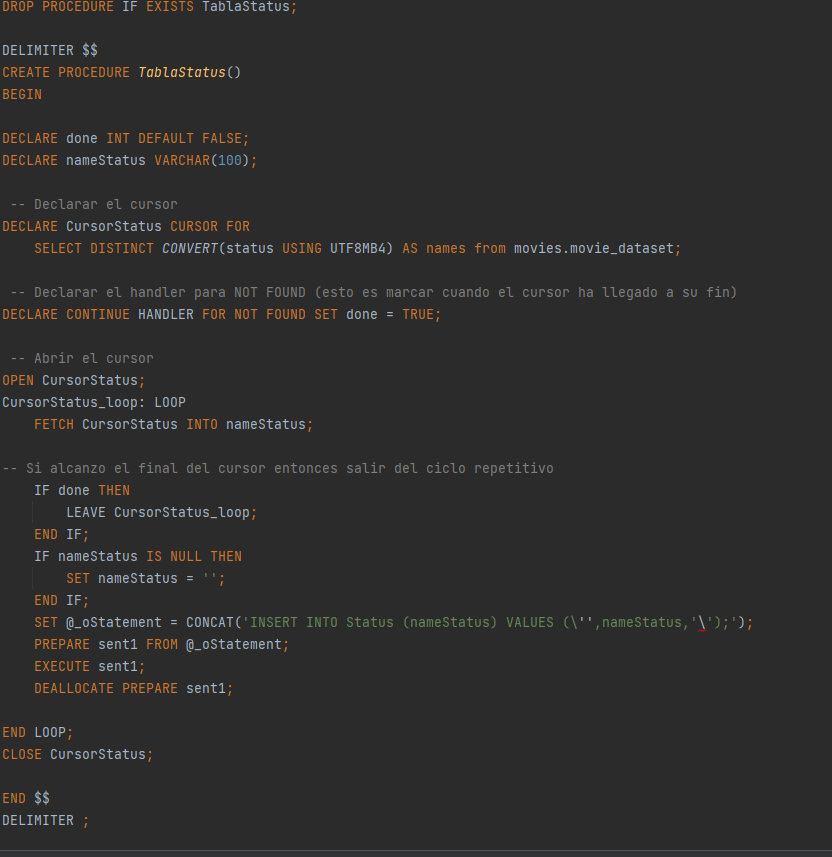 DROP PROCEDURE IF EXISTS TablaStatus;
DELIMITER $$
CREATE PROCEDURE TablaStatus()
BEGIN
DECLARE done INT DEFAULT FALSE;
DECLARE nameStatus VARCHAR(100);
-- Declarar el cursor
DECLARE CursorStatus CURSOR FOR
SELECT DISTINCT CONVERT(status USING UTF8MB4) AS names from movies.movie_dataset;
-- Declarar el handler para NOT FOUND (esto es marcar cuando el cursor ha llegado a su fin)
DECLARE CONTINUE HANDLER FOR NOT FOUND SET done = TRUE;
-- Abrir el cursor
OPEN CursorStatus;
CursorStatus_loop: LOOP
FETCH CursorStatus INTO nameStatus;
-- Si alcanzo el final del cursor entonces salir del ciclo repetitivo
IF done THEN
LEAVE CursorStatus_loop;
END IF;
IF nameStatus IS NULL THEN
SET nameStatus = '';
END IF;
SET @_oStatement = CONCAT('INSERT INTO Status (nameStatus) VALUES (\'',nameStatus,'\');');
PREPARE sent1 FROM @_oStatement;
EXECUTE sent1;
DEALLOCATE PREPARE sent1;
END LOOP;
CLOSE CursorStatus;
END $$
DELIMITER ;